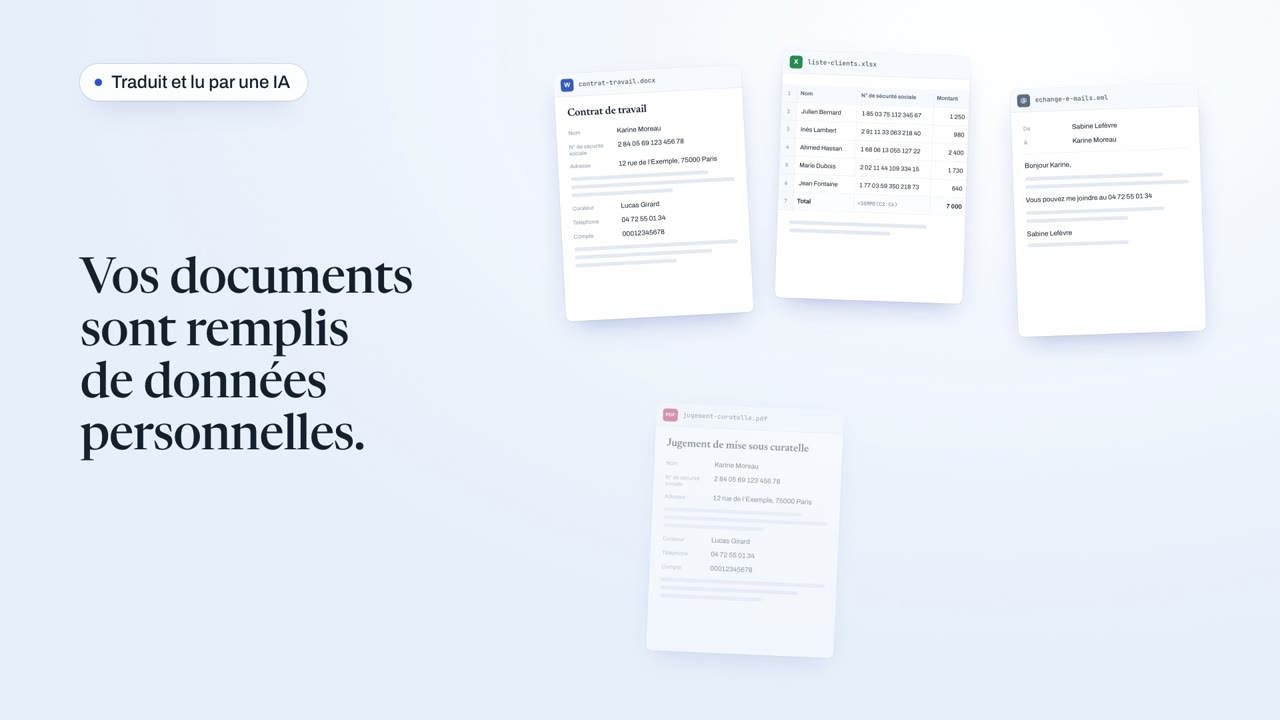 Traduit et lu par une IA
Vos documents
sont remplis
de données
personnelles.
W contrat-travail.docx
Contrat de travail
Nom Karine Moreau
N° de sécurité sociale 2 84 05 69 123 456 78
Adresse 12 rue de l'Exemple, 75000 Paris
Curateur Lucas Girard
Téléphone 04 72 55 01 34
Compte 00012345678
X liste-clients.xlsx
1 Nom N° de sécurité sociale Montant
2 Julien Bernard 1 85 03 75 112 345 67 1 250
3 Inès Lambert 2 91 11 33 063 218 40 980
4 Ahmed Hassan 1 68 06 13 055 127 22 2 400
5 Marie Dubois 2 02 11 44 109 334 15 1 730
6 Jean Fontaine 1 77 03 59 350 218 73 640
7 Total =SOMME(C2:C6) 7 000
@ echange-e-mails.eml
De Sabine Lefèvre
À Karine Moreau
Bonjour Karine,
Vous pouvez me joindre au 04 72 55 01 34
Sabine Lefèvre
PDF jugement-curatelle.pdf
Jugement de mise sous curatelle
Nom Karine Moreau
N° de sécurité sociale 2 84 05 69 123 456 78
Adresse 12 rue de l'Exemple, 75000 Paris
Curateur Lucas Girard
Téléphone 04 72 55 01 34
Compte 00012345678